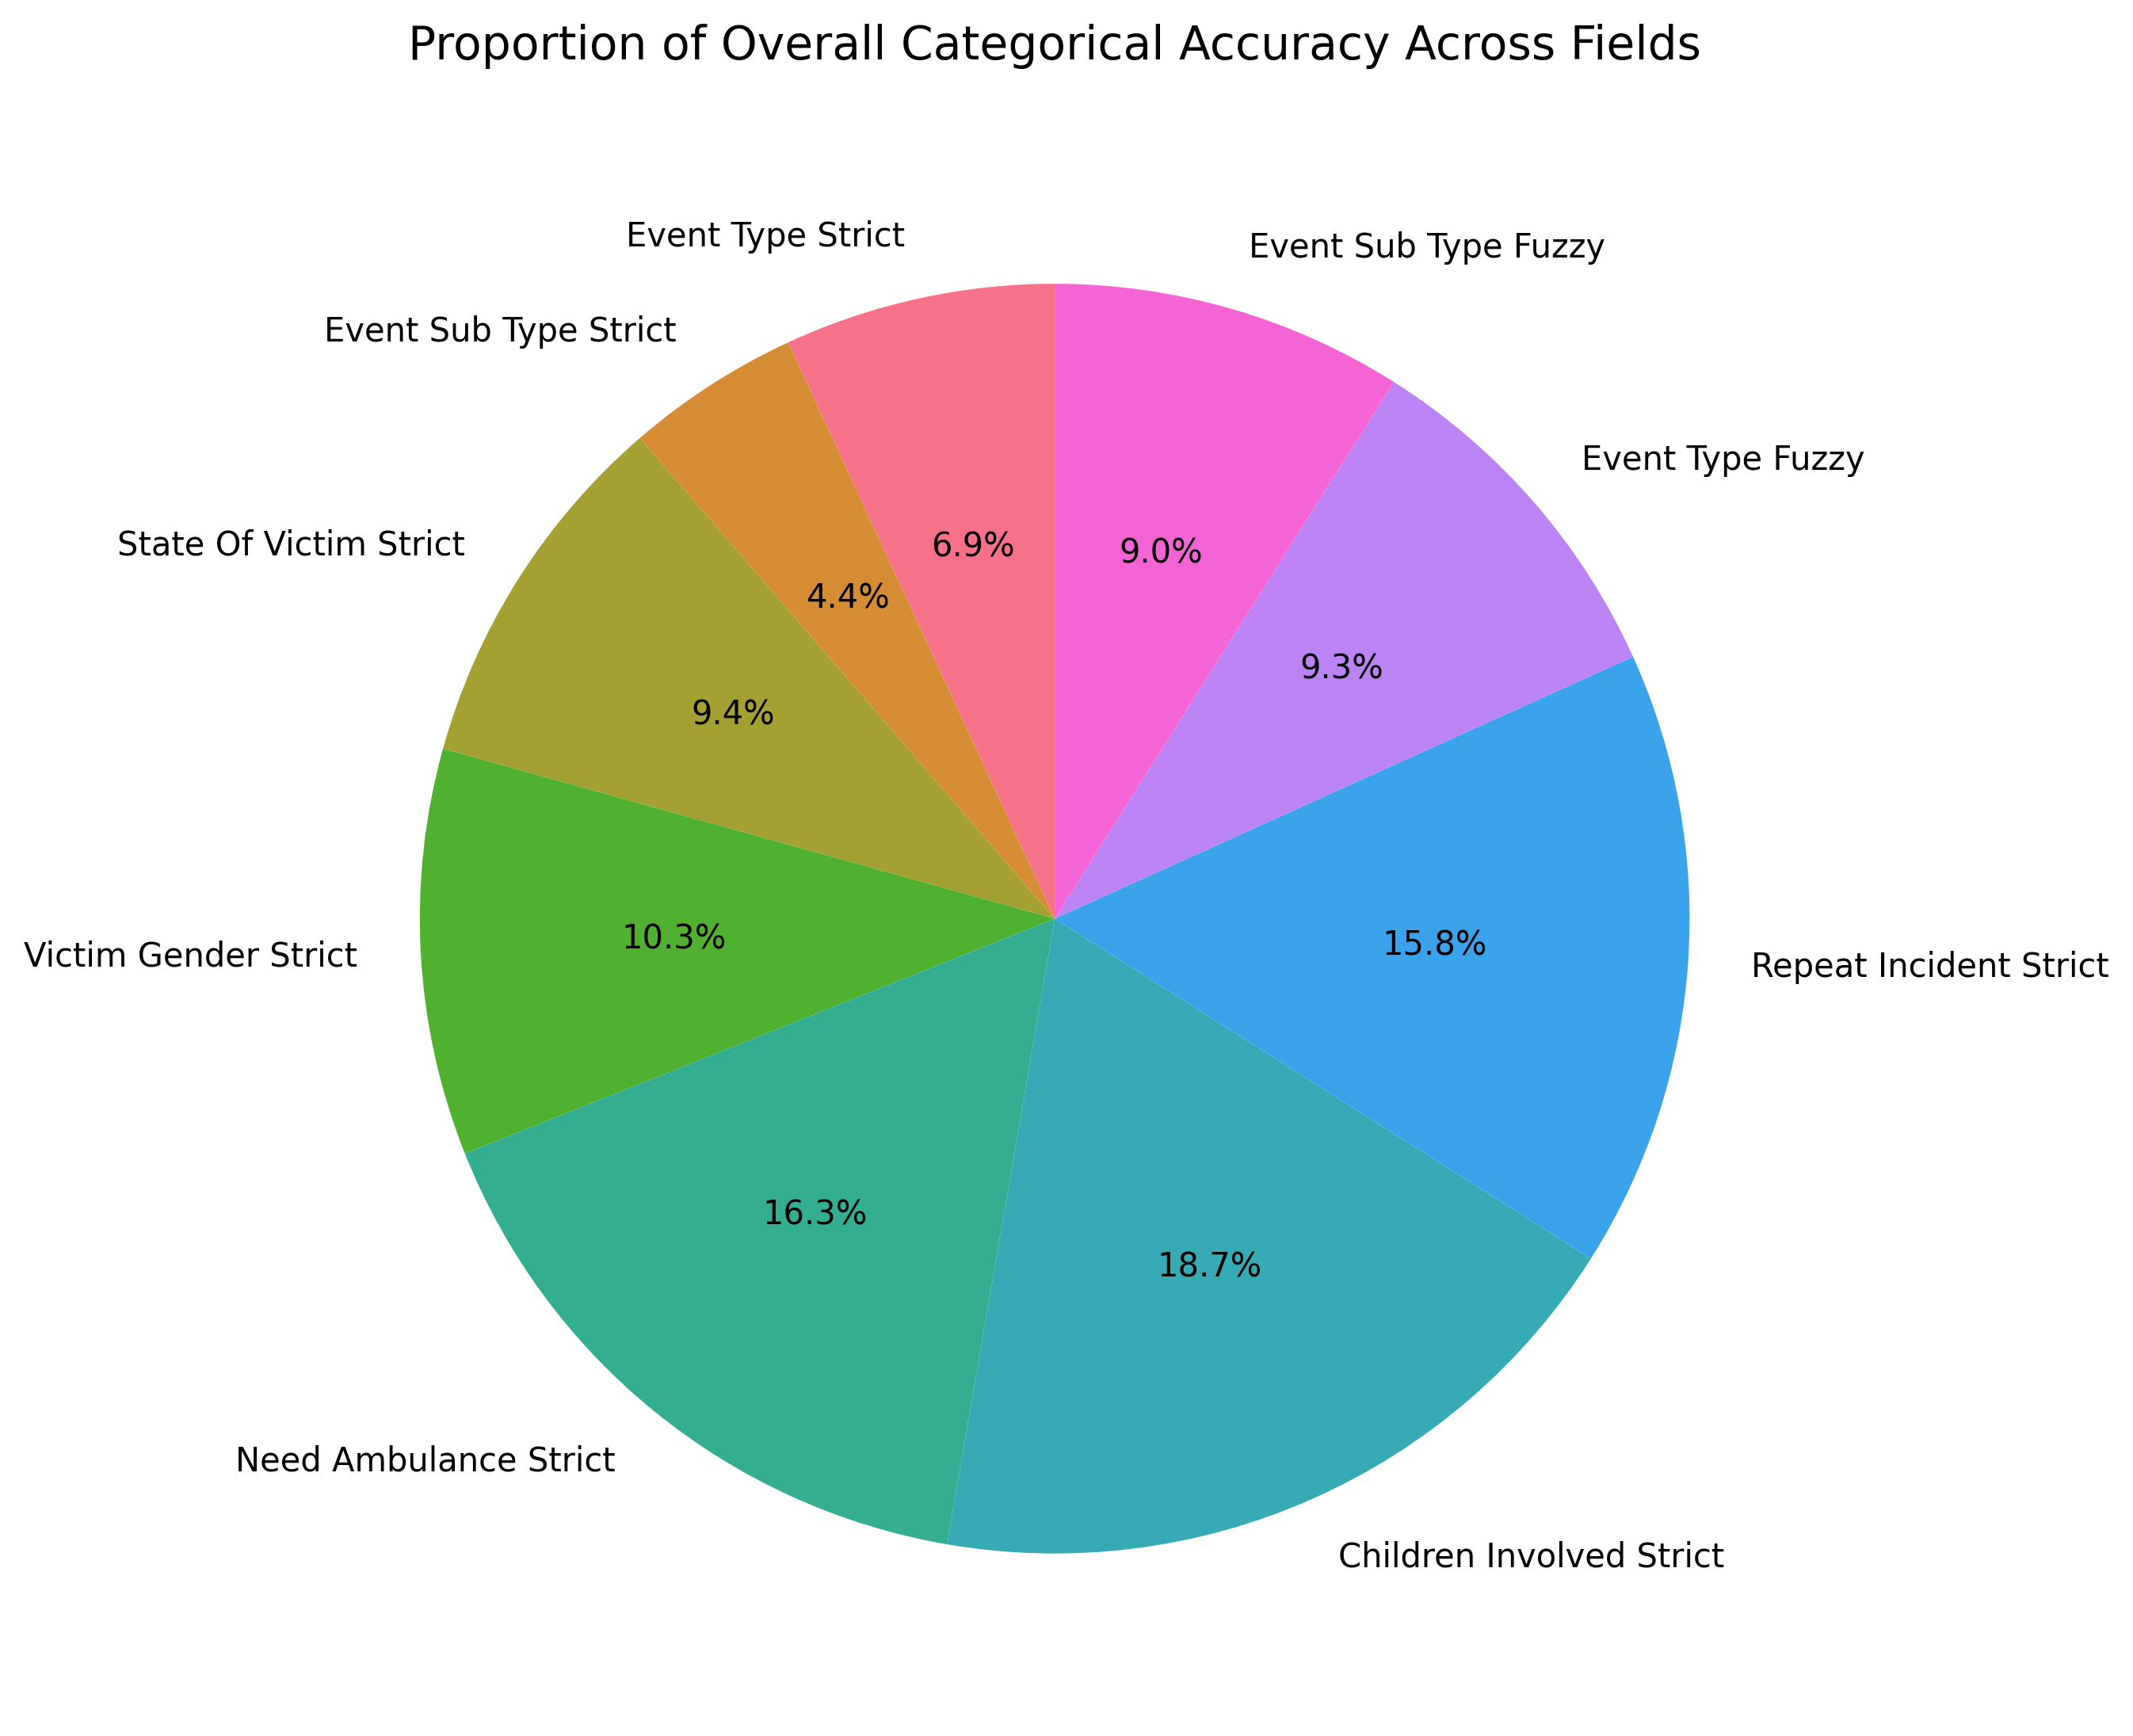 Proportion of Overall Categorical Accuracy Across Fields
Event Type Strict
Event Sub Type Fuzzy
Event Sub Type Strict
Event Type Fuzzy
State Of Victim Strict
6.9%
9.0%
4.4%
9.3%
9.4%
10.3%
15.8%
Victim Gender Strict
Repeat Incident Strict
16.3%
18.7%
Need Ambulance Strict
Children Involved Strict